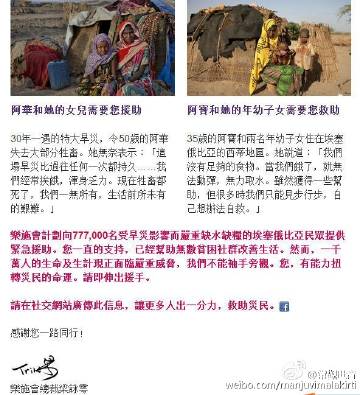 阿華和她的女兒需要您援助
30年一遇的特大旱災，令50歲的阿華
失去大部分牲畜。她無奈表示：「這
場旱災比過往任何一次都持久……我
們經常挨餓，渾身乏力。現在牲畜都
死了，我們一無所有，生活前所未有
的艱難。」
阿寶和她的年幼子女需要您救助
35歲的阿寶和兩名年幼子女住在埃塞
俄比亞的西蒂地區。她說道：「我們
沒有足夠的食物。當我們餓了，就無
法動彈，無力取水。雖然獲得一些幫
助，但很多時我們只能見步行步，自
己想辦法自救。」
樂施會計劃向777,000名受旱災影響而嚴重缺水缺糧的埃塞俄比亞民眾提供
緊急援助。您一直的支持，已經幫助無數貧困社群改善生活。然而，一千
萬人的生命及生計現正面臨嚴重威脅，我們不能袖手旁觀。您，有能力扭
轉災民的命運。請即伸出援手。
請在社交網站廣傳此信息，讓更多人出一分力，救助災民。
感謝您一路同行！
樂施會總裁梁詠雩
weibo.com/manjuvimalakirti